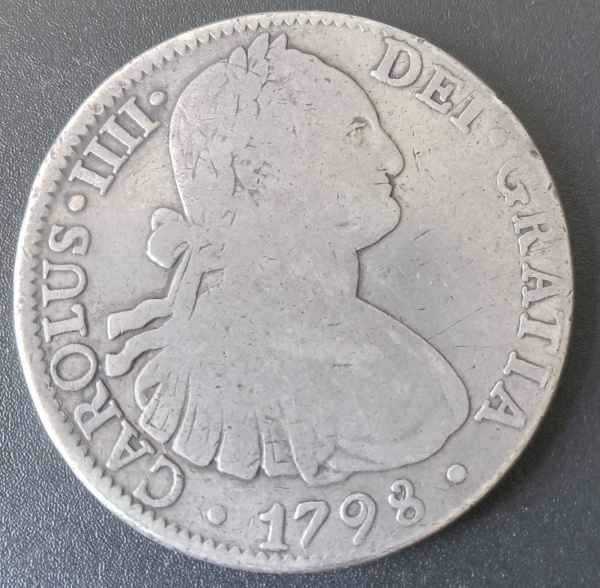 CAROLUS · IIII · DEI · GRATIA
· 1798 ·